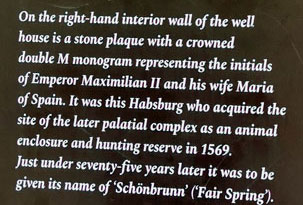 On the right-hand interior wall of the well
house is a stone plaque with a crowned
double M monogram representing the initials
of Emperor Maximilian II and his wife Maria
of Spain. It was this Habsburg who acquired the
site of the later palatial complex as an animal
enclosure and hunting reserve in 1569.
Just under seventy-five years later it was to be
given its name of ‘Schönbrunn’ (‘Fair Spring’).